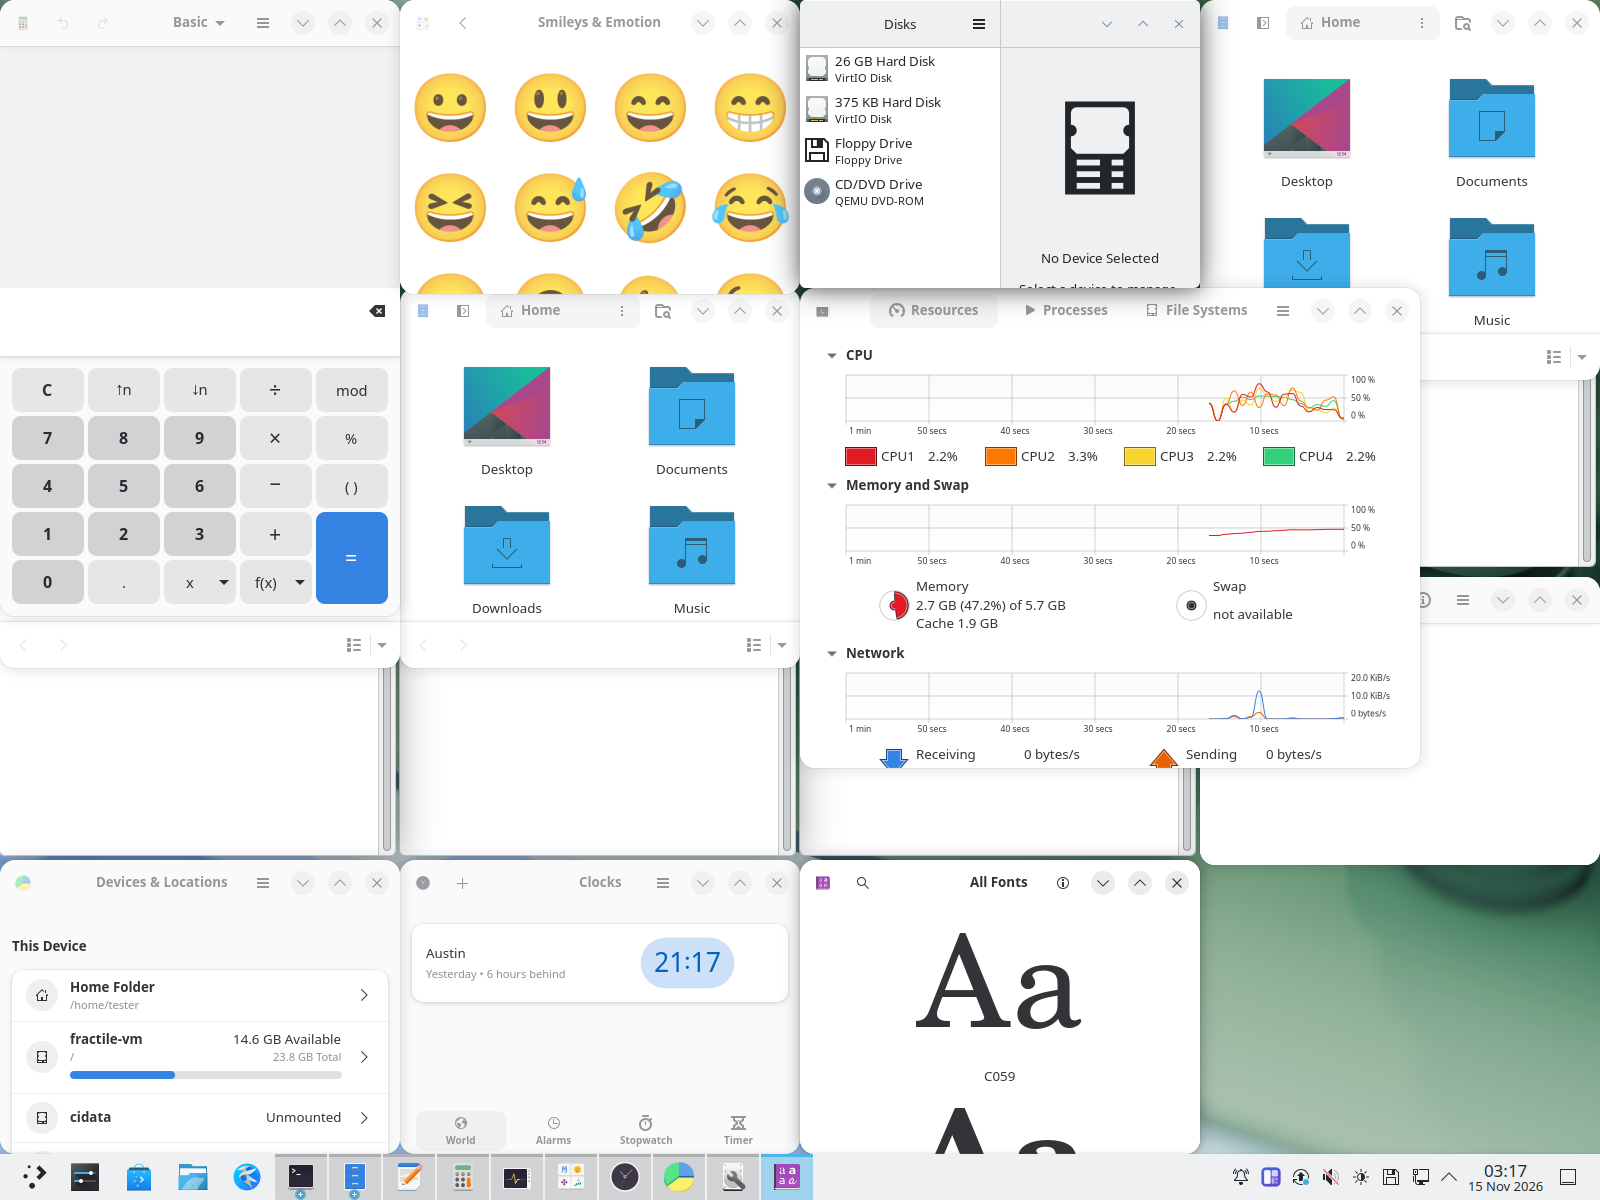 Basic
C
↑n
↓n
÷
mod
7
8
9
×
%
4
5
6
−
( )
1
2
3
+
=
0
.
x
f(x)
Smileys & Emotion
Disks
26 GB Hard Disk
VirtIO Disk
375 KB Hard Disk
VirtIO Disk
Floppy Drive
Floppy Drive
CD/DVD Drive
QEMU DVD-ROM
No Device Selected
Home
Desktop
Documents
Music
Home
Desktop
Documents
Downloads
Music
Resources
Processes
File Systems
CPU
100 %
50 %
0 %
1 min
50 secs
40 secs
30 secs
20 secs
10 secs
CPU1 2.2%
CPU2 3.3%
CPU3 2.2%
CPU4 2.2%
Memory and Swap
100 %
50 %
0 %
1 min
50 secs
40 secs
30 secs
20 secs
10 secs
Memory
2.7 GB (47.2%) of 5.7 GB
Cache 1.9 GB
Swap
not available
Network
20.0 KiB/s
10.0 KiB/s
0 bytes/s
1 min
50 secs
40 secs
30 secs
20 secs
10 secs
Receiving 0 bytes/s
Sending 0 bytes/s
Devices & Locations
This Device
Home Folder
/home/tester
fractile-vm
14.6 GB Available
/
23.8 GB Total
cidata
Unmounted
Clocks
Austin
Yesterday • 6 hours behind
21:17
World
Alarms
Stopwatch
Timer
All Fonts
Aa
C059
03:17
15 Nov 2026